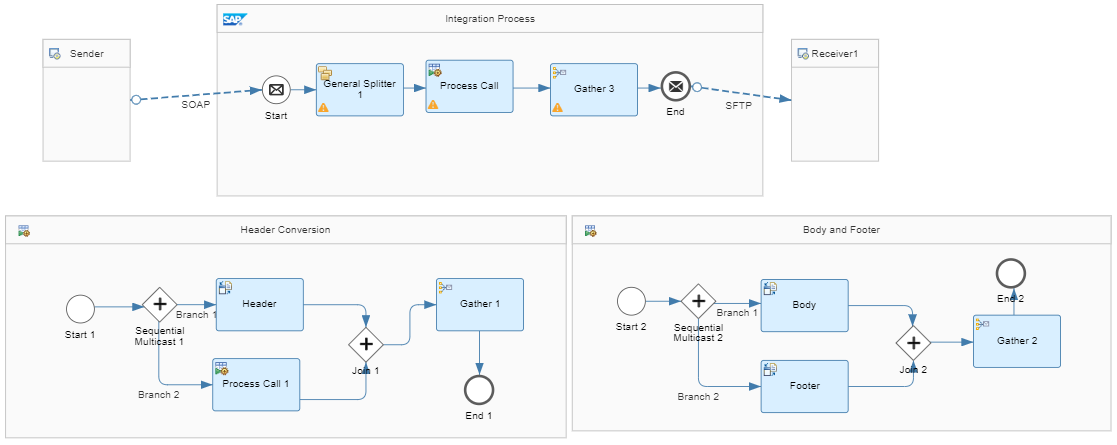 SAP
Integration Process
Sender
Receiver1
SOAP
Start
General Splitter
1
Process Call
Gather 3
End
SFTP
Header Conversion
Start 1
Sequential
Multicast 1
Branch 1
Header
Branch 2
Process Call 1
Join 1
Gather 1
End 1
Body and Footer
Start 2
Sequential
Multicast 2
Branch 1
Body
Branch 2
Footer
Join 2
Gather 2
End 2